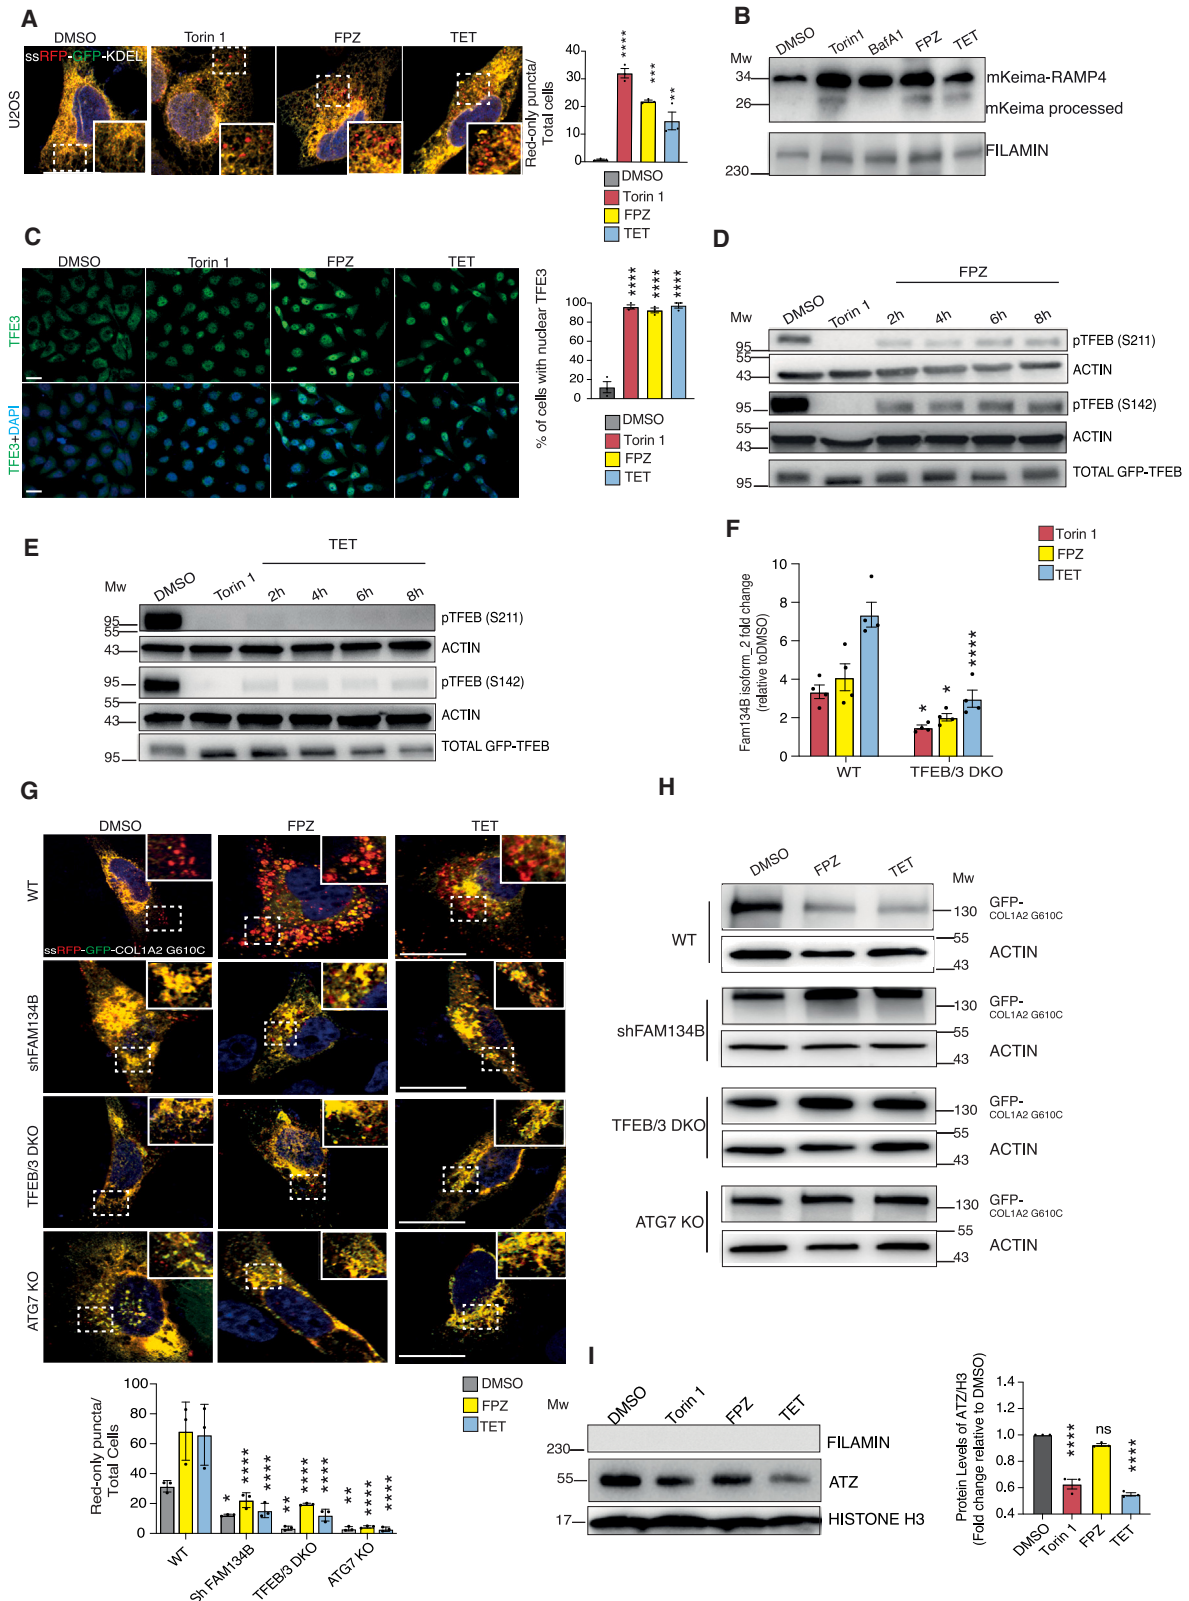 A
DMSO
Torin 1
FPZ
TET
ssRFP-GFP-KDEL
U2OS
Red-only puncta/
Total cells
40
30
20
10
0
****
***
**
DMSO
Torin 1
FPZ
TET
B
DMSO
Torin1
BafA1
FPZ
TET
Mw
34
26
230
mKeima-RAMP4
mKeima processed
FILAMIN
C
DMSO
Torin 1
FPZ
TET
TFE3
TFE3+DAPI
% of cells with nuclear TFE3
100
80
60
40
20
0
****
****
****
DMSO
Torin 1
FPZ
TET
D
FPZ
Mw
DMSO
Torin 1
2h
4h
6h
8h
95
pTFEB (S211)
55
43
ACTIN
95
pTFEB (S142)
55
43
ACTIN
95
TOTAL GFP-TFEB
E
TET
Mw
DMSO
Torin 1
2h
4h
6h
8h
95
pTFEB (S211)
55
43
ACTIN
95
pTFEB (S142)
55
43
ACTIN
95
TOTAL GFP-TFEB
F
Torin 1
FPZ
TET
Fam134B isoform_2 fold change
(relative toDMSO)
10
8
6
4
2
0
*
*
****
WT
TFEB/3 DKO
G
DMSO
FPZ
TET
WT
ssRFP-GFP-COL1A2 G610C
shFAM134B
TFEB/3 DKO
ATG7 KO
Red-only puncta/
Total Cells
100
80
60
40
20
0
*
****
****
**
****
****
**
****
****
WT
Sh FAM134B
TFEB/3 DKO
ATG7 KO
DMSO
FPZ
TET
H
DMSO
FPZ
TET
Mw
WT
130
GFP-
COL1A2 G610C
55
43
ACTIN
shFAM134B
130
GFP-
COL1A2 G610C
55
43
ACTIN
TFEB/3 DKO
130
GFP-
COL1A2 G610C
55
43
ACTIN
ATG7 KO
130
GFP-
COL1A2 G610C
55
43
ACTIN
I
Mw
DMSO
Torin 1
FPZ
TET
230
FILAMIN
55
ATZ
17
HISTONE H3
Protein Levels of ATZ/H3
(Fold change relative to DMSO)
1.4
1.2
1.0
0.8
0.6
0.4
****
ns
****
DMSO
Torin 1
FPZ
TET